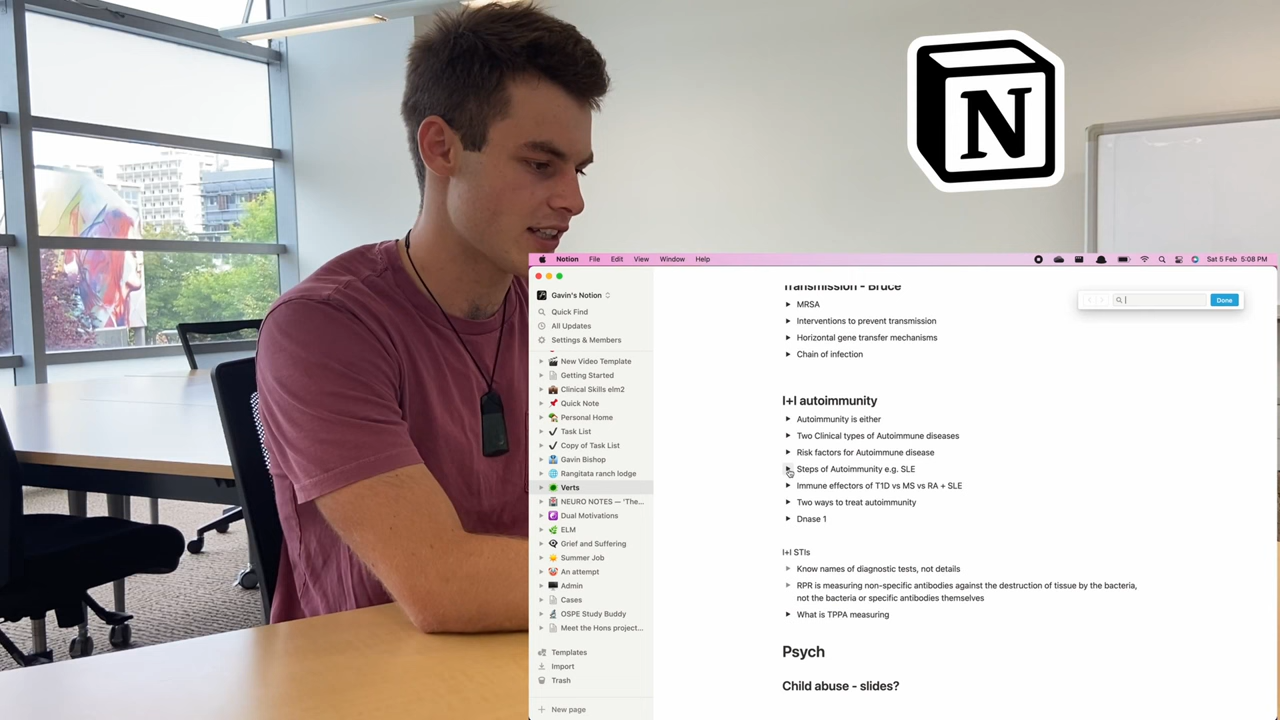 N
Notion File Edit View Window Help
Sat 5 Feb 5:08 PM
Gavin's Notion
Quick Find
All Updates
Settings & Members
New Video Template
Getting Started
Clinical Skills elm2
Quick Note
Personal Home
Task List
Copy of Task List
Gavin Bishop
Rangitata ranch lodge
Verts
NEURO NOTES — 'The...
Dual Motivations
ELM
Grief and Suffering
Summer Job
An attempt
Admin
Cases
OSPE Study Buddy
Meet the Hons project...
Templates
Import
Trash
New page
Done
Transmission - Bruce
MRSA
Interventions to prevent transmission
Horizontal gene transfer mechanisms
Chain of infection
I+I autoimmunity
Autoimmunity is either
Two Clinical types of Autoimmune diseases
Risk factors for Autoimmune disease
Steps of Autoimmunity e.g. SLE
Immune effectors of T1D vs MS vs RA + SLE
Two ways to treat autoimmunity
Dnase 1
I+I STIs
Know names of diagnostic tests, not details
RPR is measuring non-specific antibodies against the destruction of tissue by the bacteria,
not the bacteria or specific antibodies themselves
What is TPPA measuring
Psych
Child abuse - slides?